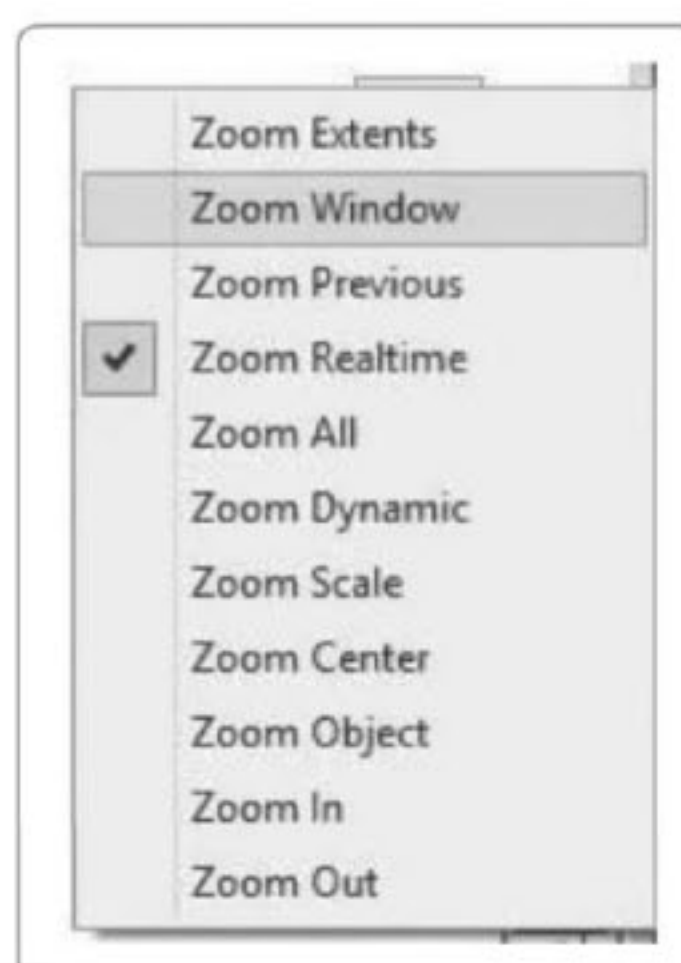 Zoom Extents
Zoom Window
Zoom Previous
Zoom Realtime
Zoom All
Zoom Dynamic
Zoom Scale
Zoom Center
Zoom Object
Zoom In
Zoom Out